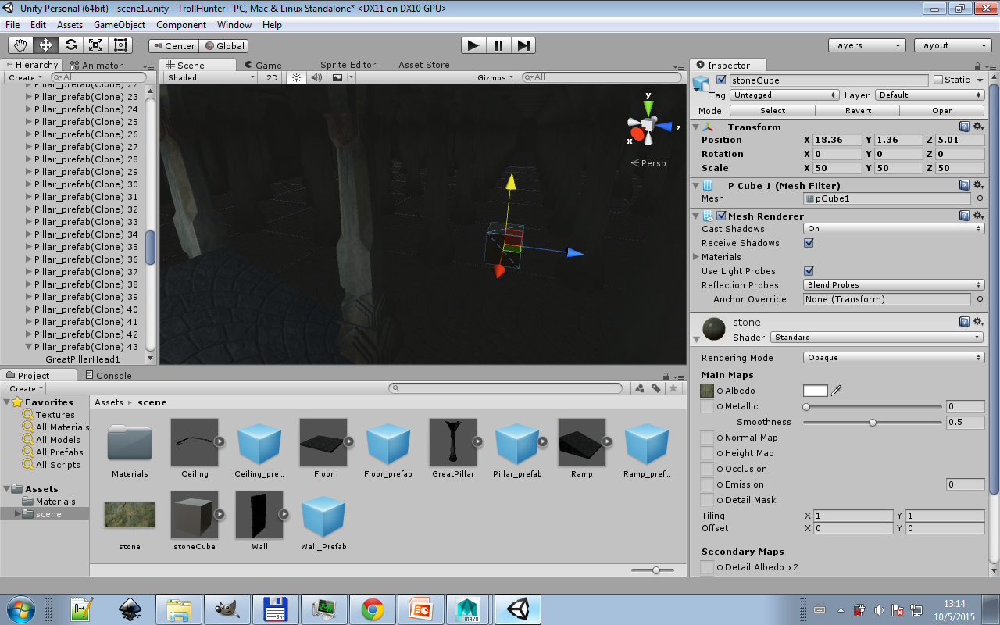 Unity Personal (64bit) - scene1.unity - TrollHunter - PC, Mac & Linux Standalone* <DX11 on DX10 GPU>
File Edit Assets GameObject Component Window Help
Center Global Layers Layout
Hierarchy Animator
Create All
Pillar_prefab(Clone) 22
Pillar_prefab(Clone) 23
Pillar_prefab(Clone) 24
Pillar_prefab(Clone) 25
Pillar_prefab(Clone) 26
Pillar_prefab(Clone) 27
Pillar_prefab(Clone) 28
Pillar_prefab(Clone) 29
Pillar_prefab(Clone) 30
Pillar_prefab(Clone) 31
Pillar_prefab(Clone) 32
Pillar_prefab(Clone) 33
Pillar_prefab(Clone) 34
Pillar_prefab(Clone) 35
Pillar_prefab(Clone) 36
Pillar_prefab(Clone) 37
Pillar_prefab(Clone) 38
Pillar_prefab(Clone) 39
Pillar_prefab(Clone) 40
Pillar_prefab(Clone) 41
Pillar_prefab(Clone) 42
Pillar_prefab(Clone) 43
GreatPillarHead1
Scene Game Sprite Editor Asset Store
Shaded 2D Gizmos All
y
z
x
Persp
Inspector
stoneCube Static
Tag Untagged Layer Default
Model Select Revert Open
Transform
Position X 18.36 Y 1.36 Z 5.01
Rotation X 0 Y 0 Z 0
Scale X 50 Y 50 Z 50
P Cube 1 (Mesh Filter)
Mesh pCube1
Mesh Renderer
Cast Shadows On
Receive Shadows
Materials
Use Light Probes
Reflection Probes Blend Probes
Anchor Override None (Transform)
stone
Shader Standard
Rendering Mode Opaque
Main Maps
Albedo
Metallic 0
Smoothness 0.5
Normal Map
Height Map
Occlusion
Emission 0
Detail Mask
Tiling X 1 Y 1
Offset X 0 Y 0
Secondary Maps
Detail Albedo x2
Project Console
Create
Favorites
Textures
All Materials
All Models
All Prefabs
All Scripts
Assets
Materials
scene
Assets scene
Materials Ceiling Ceiling_pre... Floor Floor_prefab GreatPillar Pillar_prefab Ramp Ramp_pref...
stone stoneCube Wall Wall_Prefab
64
MAYA
13:14
10/5/2015